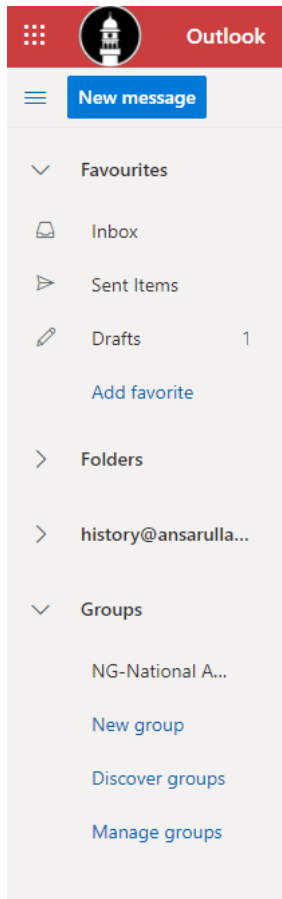 Outlook
New message
Favourites
Inbox
Sent Items
Drafts 1
Add favorite
Folders
history@ansarulla...
Groups
NG-National A...
New group
Discover groups
Manage groups